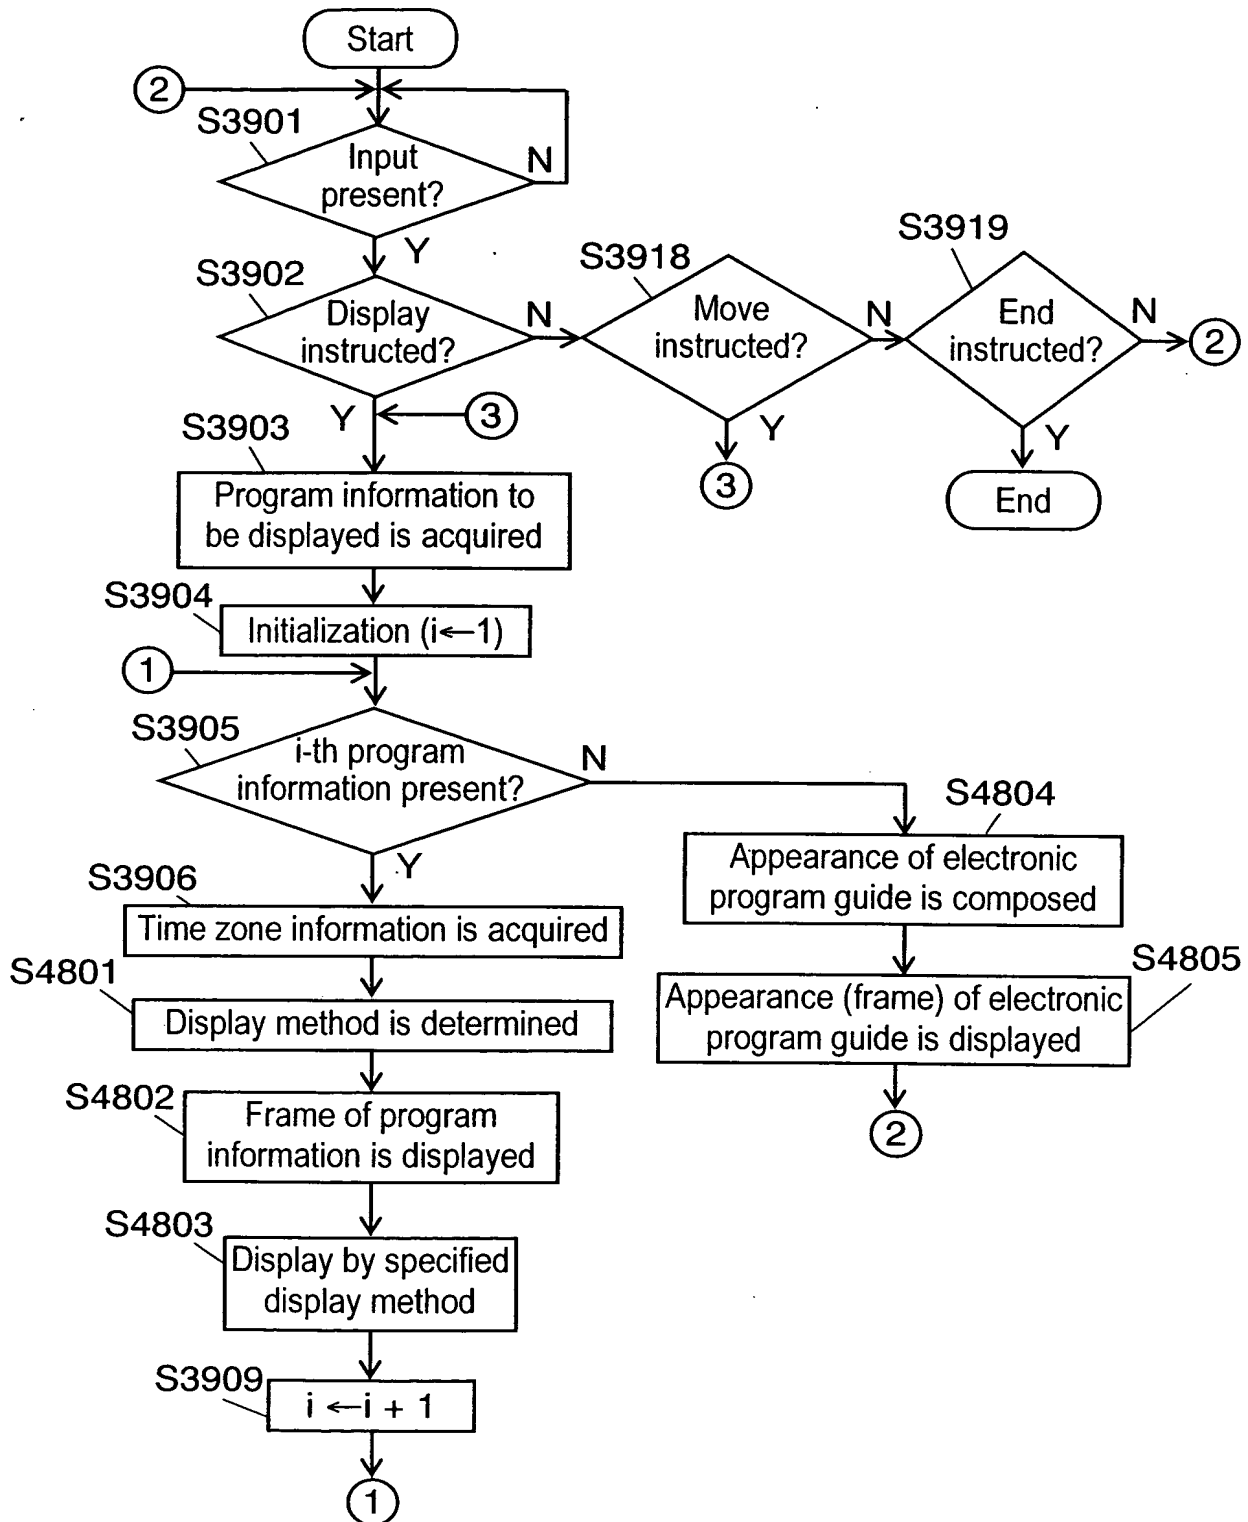 Start
2
S3901
Input
present?
N
Y
S3902
Display
instructed?
N
Y
S3918
Move
instructed?
N
Y
3
S3919
End
instructed?
N
2
Y
End
3
S3903
Program information to
be displayed is acquired
S3904
Initialization (i←1)
1
S3905
i-th program
information present?
N
Y
S4804
Appearance of electronic
program guide is composed
S4805
Appearance (frame) of electronic
program guide is displayed
2
S3906
Time zone information is acquired
S4801
Display method is determined
S4802
Frame of program
information is displayed
S4803
Display by specified
display method
S3909
i ←i + 1
1